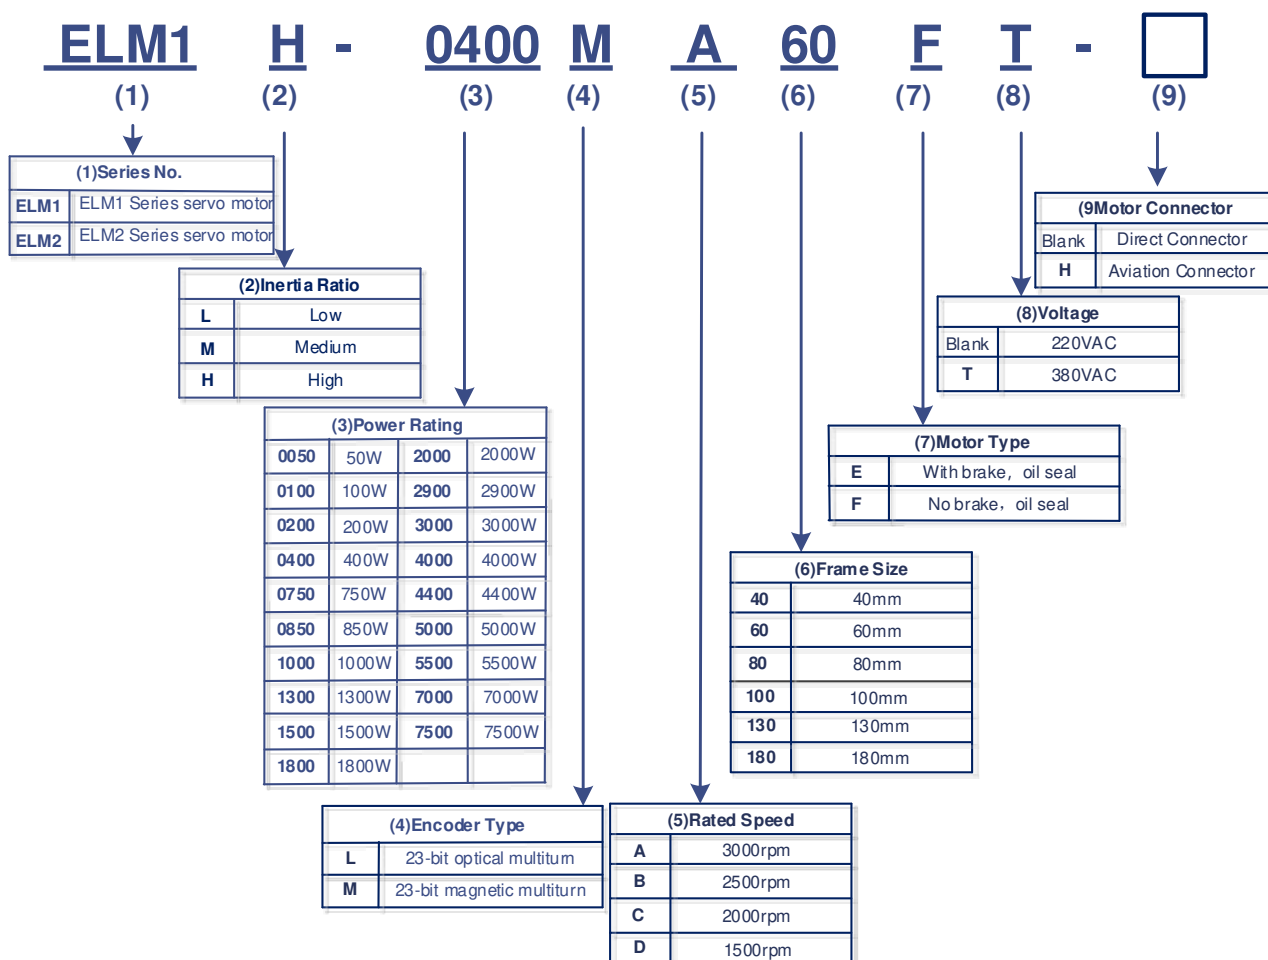 ELM1 H - 0400 M A 60 F T - □
(1) (2) (3) (4) (5) (6) (7) (8) (9)
(1)Series No.
ELM1 ELM1 Series servo motor
ELM2 ELM2 Series servo motor
(2)Inertia Ratio
L Low
M Medium
H High
(3)Power Rating
0050 50W 2000 2000W
0100 100W 2900 2900W
0200 200W 3000 3000W
0400 400W 4000 4000W
0750 750W 4400 4400W
0850 850W 5000 5000W
1000 1000W 5500 5500W
1300 1300W 7000 7000W
1500 1500W 7500 7500W
1800 1800W
(4)Encoder Type
L 23-bit optical multiturn
M 23-bit magnetic multiturn
(5)Rated Speed
A 3000rpm
B 2500rpm
C 2000rpm
D 1500rpm
(6)Frame Size
40 40mm
60 60mm
80 80mm
100 100mm
130 130mm
180 180mm
(7)Motor Type
E With brake, oil seal
F No brake, oil seal
(8)Voltage
Blank 220VAC
T 380VAC
(9Motor Connector
Blank Direct Connector
H Aviation Connector